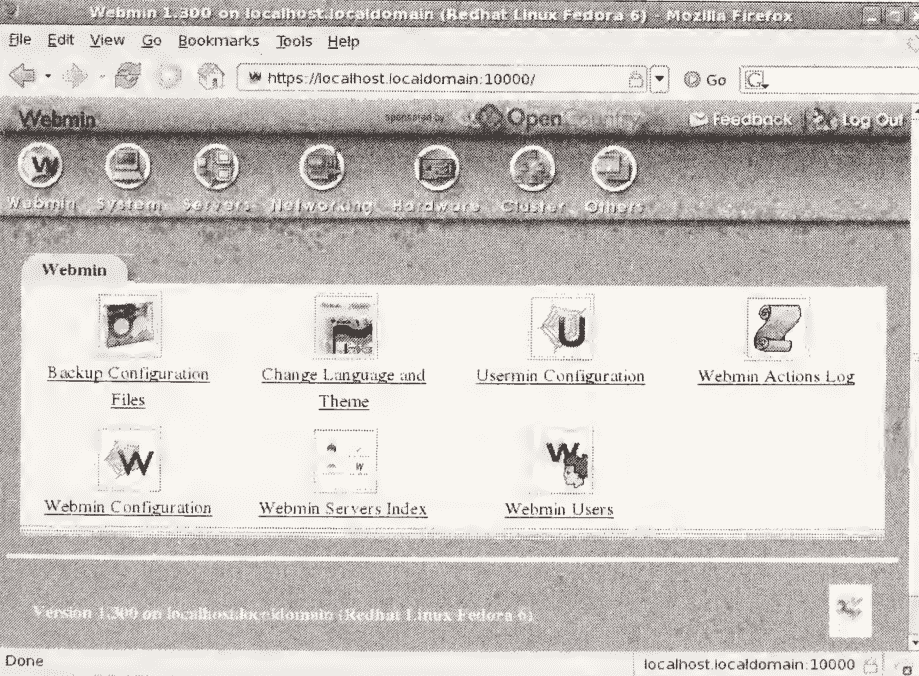 Webmin 1.300 on localhost.localdomain (Redhat Linux Fedora 6) - Mozilla Firefox
File Edit View Go Bookmarks Tools Help
https://localhost.localdomain:10000/ Go
Webmin sponsored by OpenCountry Feedback Log Out
Webmin System Servers Networking Hardware Cluster Others
Webmin
Backup Configuration Files
Change Language and Theme
Usermin Configuration
Webmin Actions Log
Webmin Configuration
Webmin Servers Index
Webmin Users
Version 1.300 on localhost.localdomain (Redhat Linux Fedora 6)
Done localhost.localdomain:10000